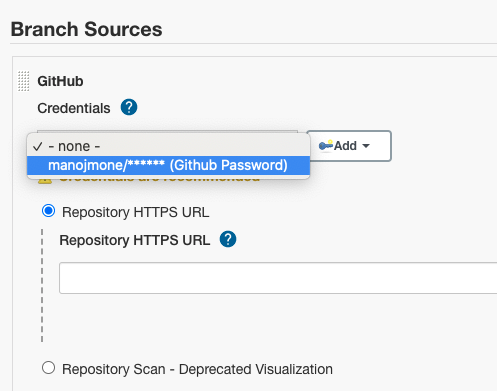 Branch Sources
GitHub
Credentials ?
✓ - none -
manojmone/****** (Github Password)
Add
Credentials are recommended
Repository HTTPS URL
Repository HTTPS URL ?
Repository Scan - Deprecated Visualization